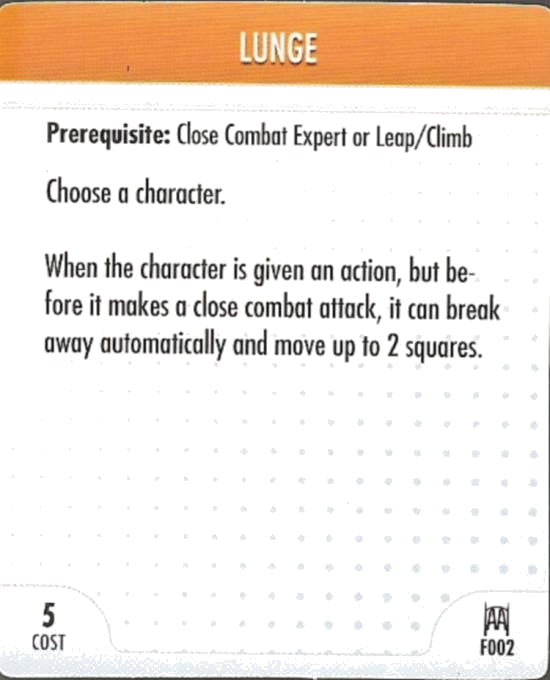 LUNGE
Prerequisite: Close Combat Expert or Leap/Climb
Choose a character.
When the character is given an action, but be-
fore it makes a close combat attack, it can break
away automatically and move up to 2 squares.
5
COST
AA
F002